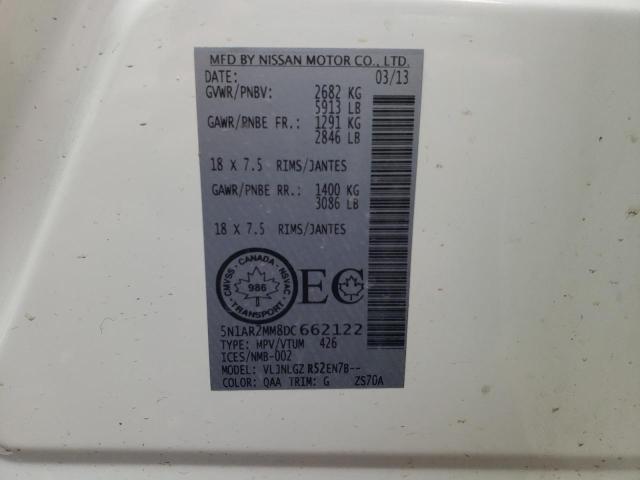 MFD BY NISSAN MOTOR CO., LTD.
DATE: 03/13
GVWR/PNBV: 2682 KG
5913 LB
GAWR/PNBE FR.: 1291 KG
2846 LB
18 X 7.5 RIMS/JANTES
GAWR/PNBE RR.: 1400 KG
3086 LB
18 X 7.5 RIMS/JANTES
CMVSS · CANADA · NSVAC
986
TRANSPORT
EC
5N1AR2MM8DC662122
TYPE: MPV/VTUM 426
ICES/NMB-002
MODEL: VLJNLGZ R52EN7B--
COLOR: QAA TRIM: G ZS70A